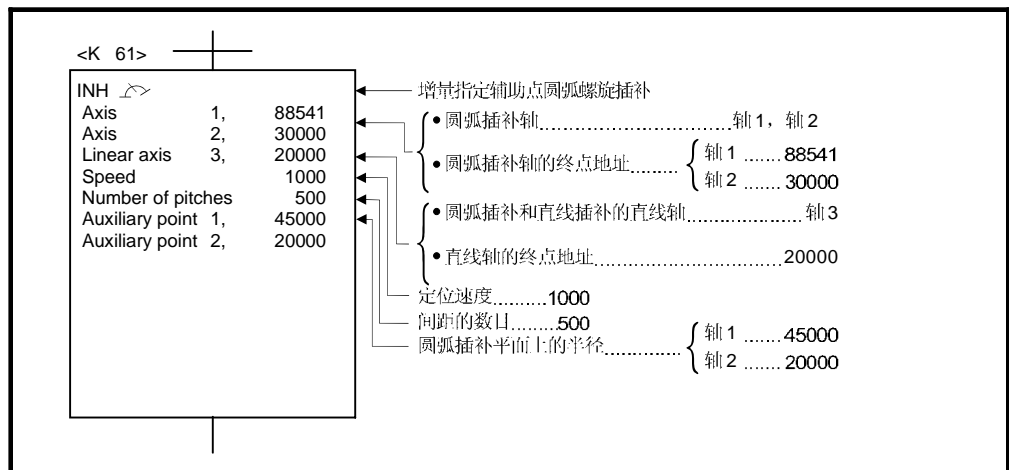 <K 61>
INH
Axis 1, 88541
Axis 2, 30000
Linear axis 3, 20000
Speed 1000
Number of pitches 500
Auxiliary point 1, 45000
Auxiliary point 2, 20000
增量指定辅助点圆弧螺旋插补
•圆弧插补轴..............................轴1, 轴2
•圆弧插补轴的终点地址........ 轴1 .......88541
轴2 ....... 30000
•圆弧插补和直线插补的直线轴....................轴3
•直线轴的终点地址................................20000
定位速度..........1000
间距的数目........500
圆弧插补平面上的半径............... 轴1 .......45000
轴2 ....... 20000